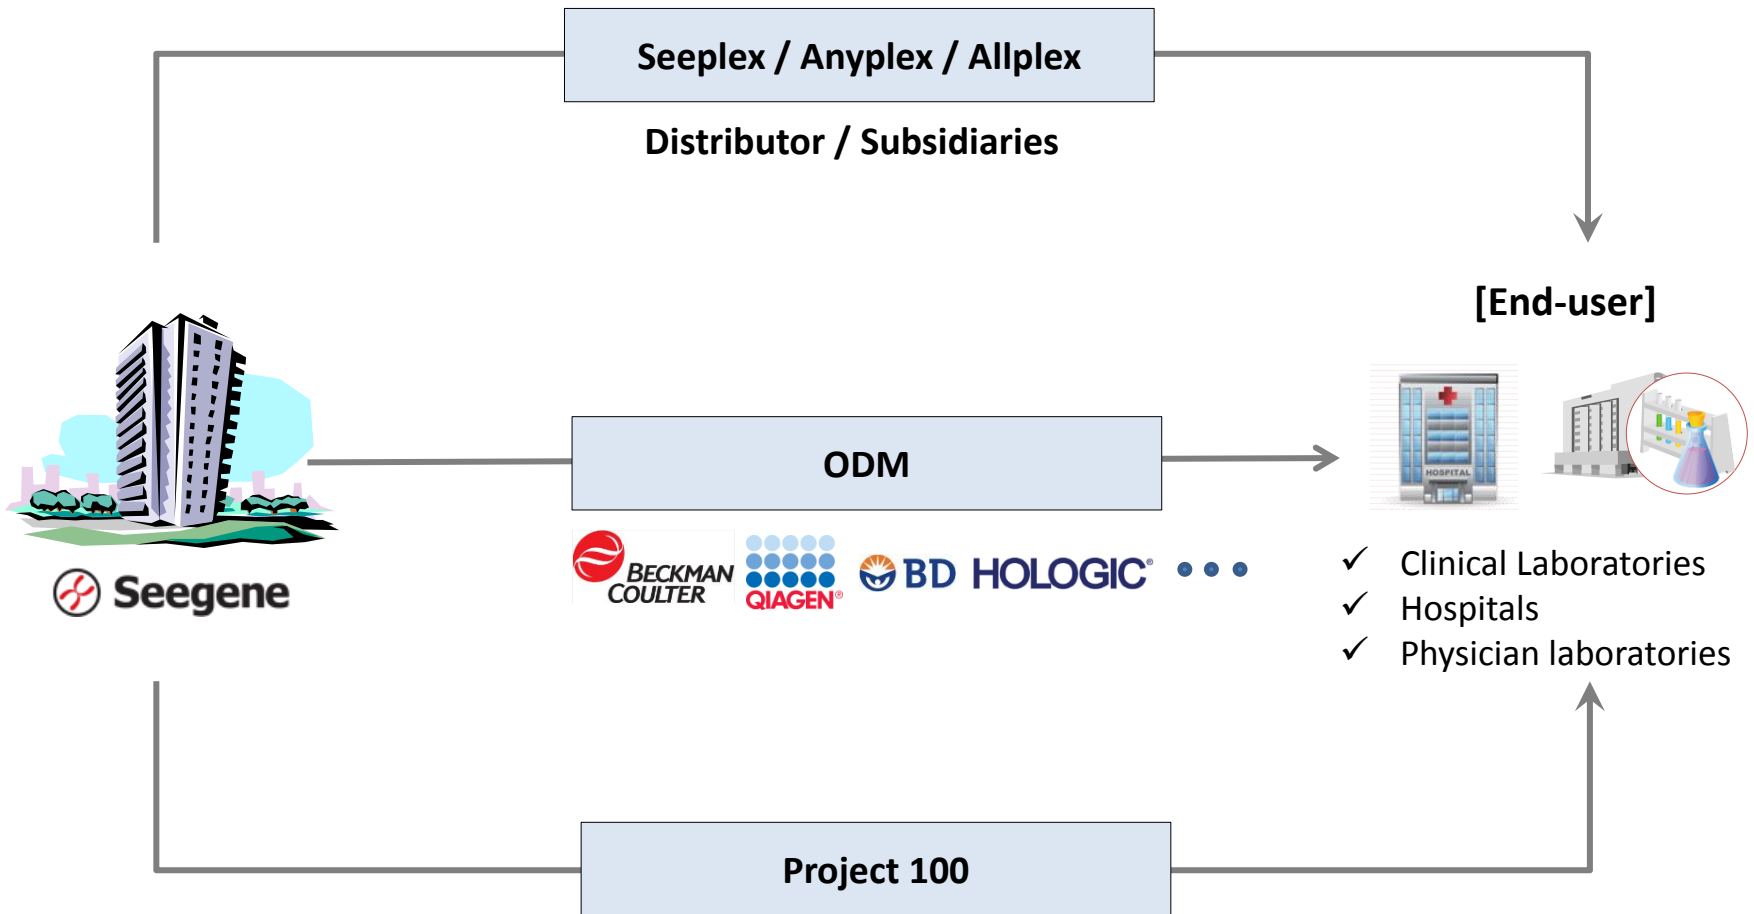 Seeplex / Anyplex / Allplex
Distributor / Subsidiaries
[End-user]
HOSPITAL
ODM
BECKMAN
COULTER
QIAGEN®
BD
HOLOGIC®
Seegene
✓ Clinical Laboratories
✓ Hospitals
✓ Physician laboratories
Project 100